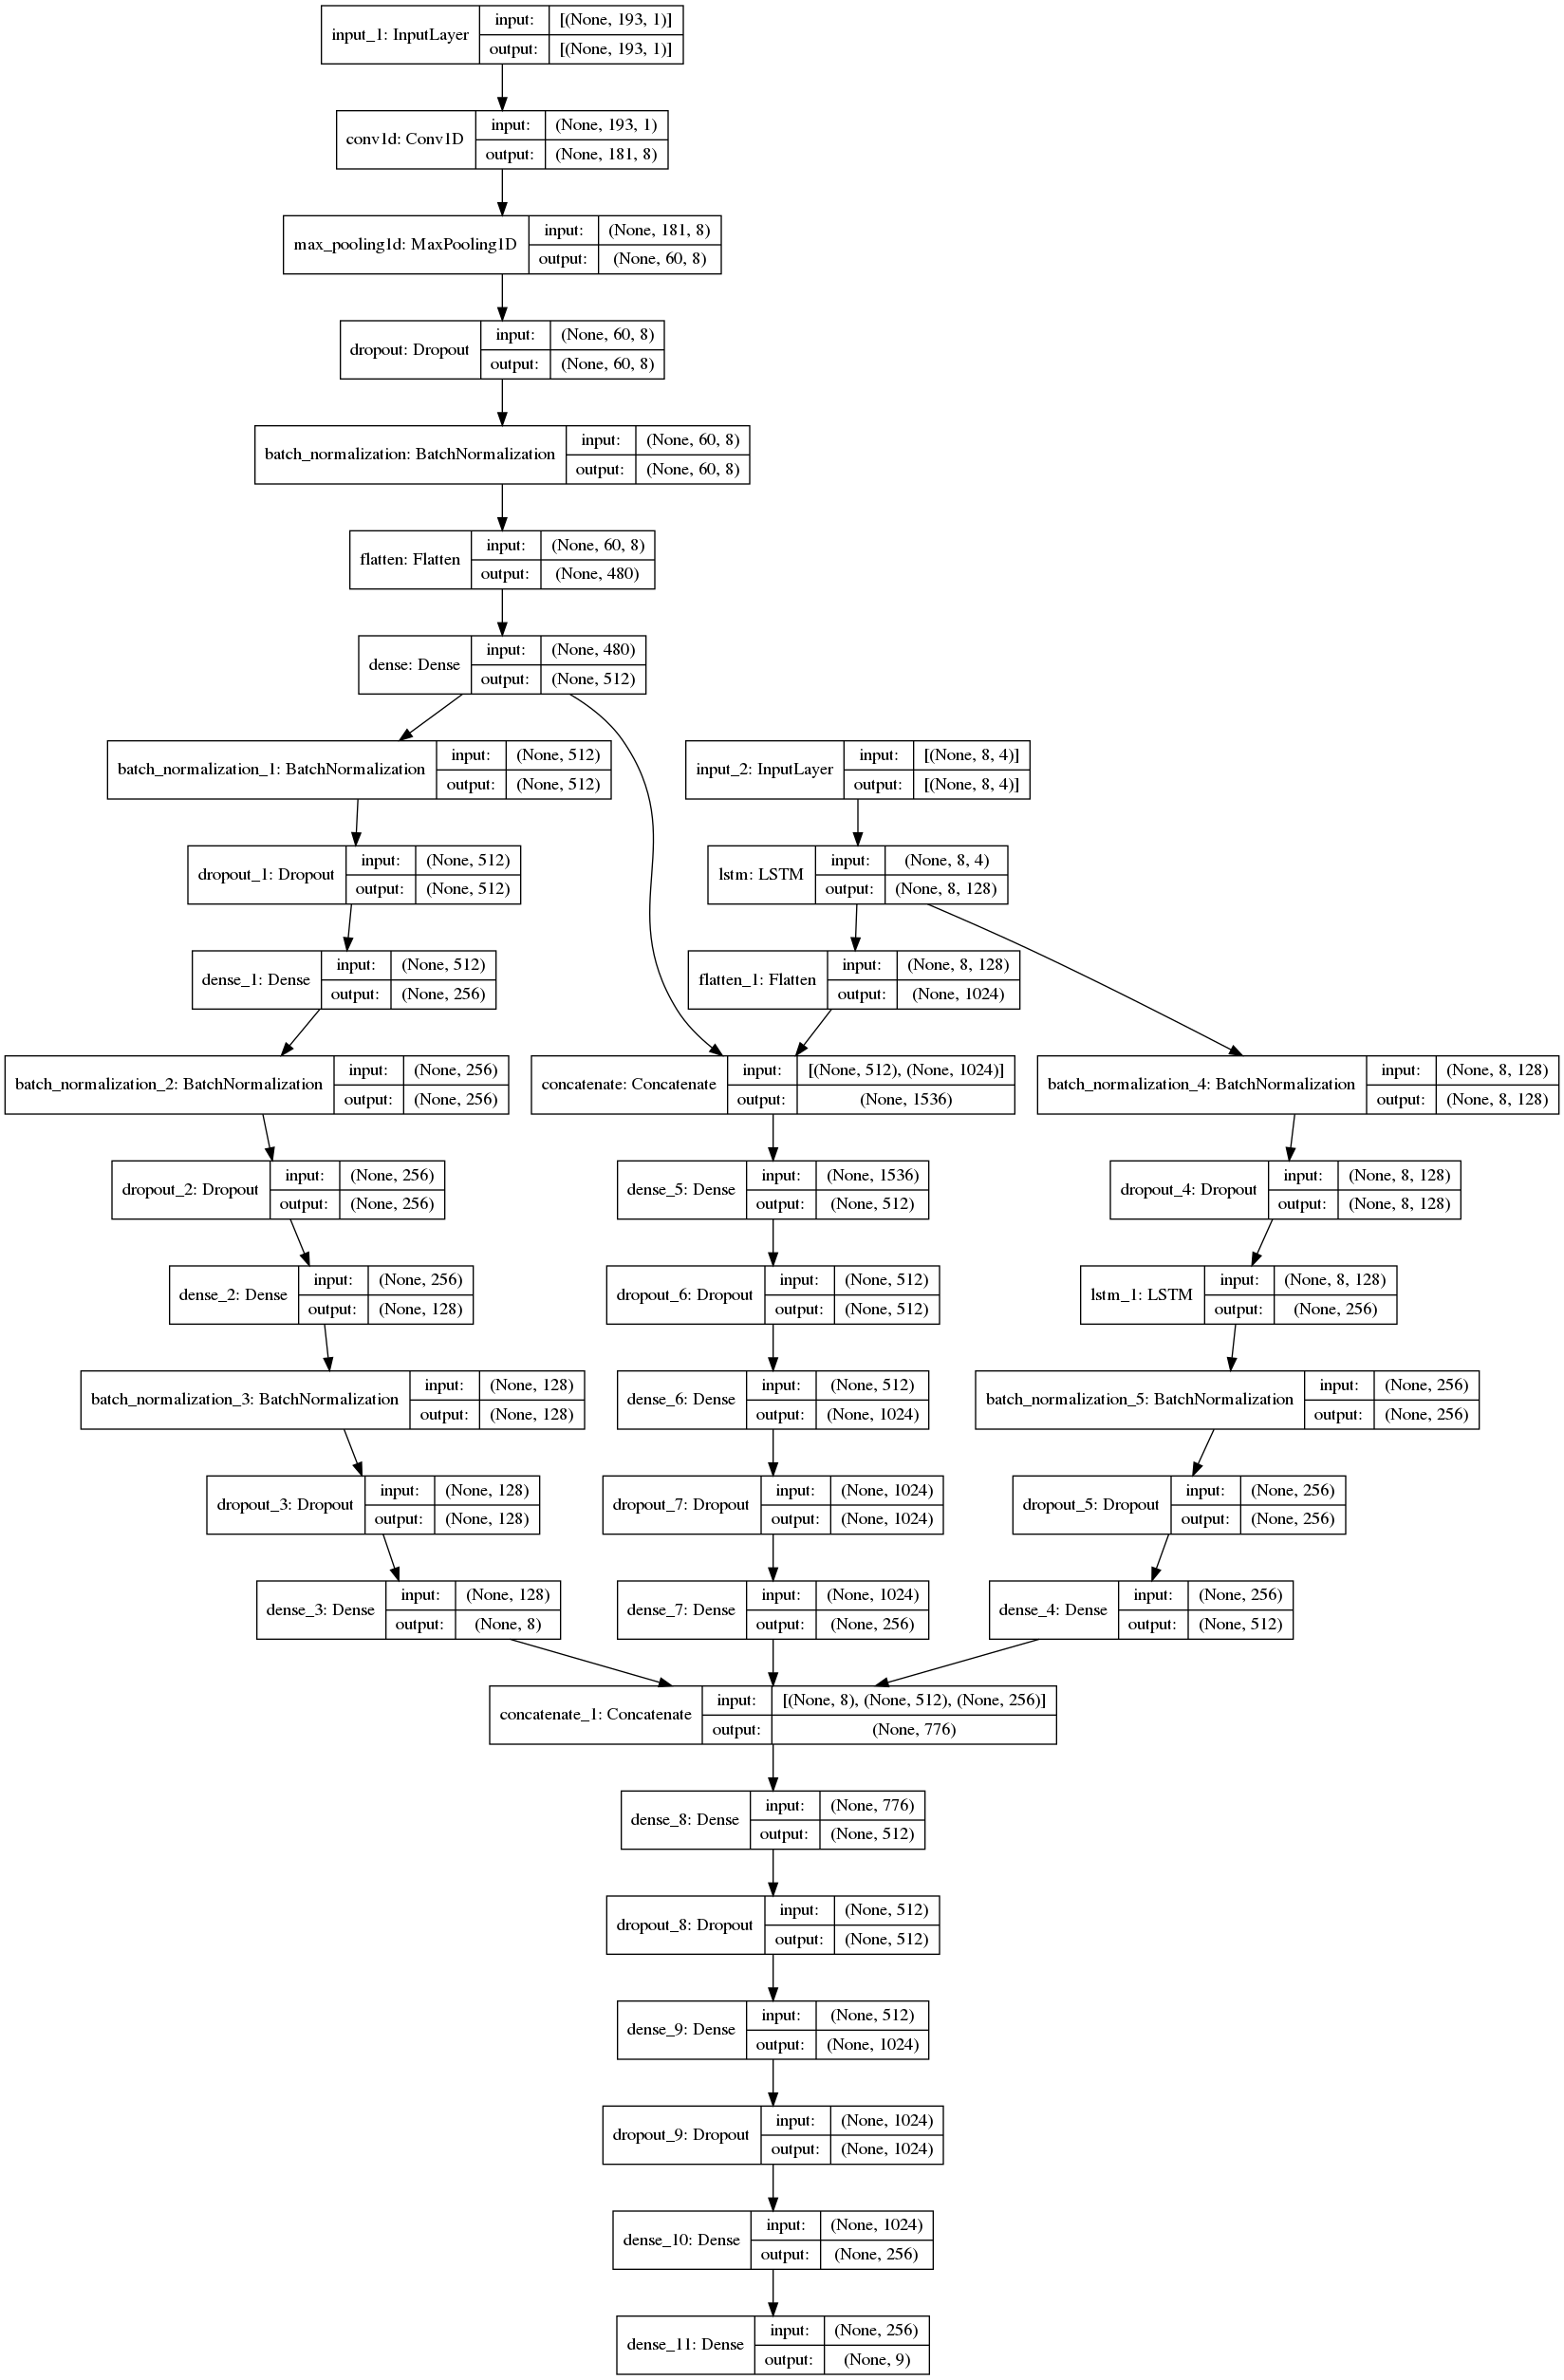 input_1: InputLayer
input: [(None, 193, 1)]
output: [(None, 193, 1)]
conv1d: Conv1D
input: (None, 193, 1)
output: (None, 181, 8)
max_pooling1d: MaxPooling1D
input: (None, 181, 8)
output: (None, 60, 8)
dropout: Dropout
input: (None, 60, 8)
output: (None, 60, 8)
batch_normalization: BatchNormalization
input: (None, 60, 8)
output: (None, 60, 8)
flatten: Flatten
input: (None, 60, 8)
output: (None, 480)
dense: Dense
input: (None, 480)
output: (None, 512)
batch_normalization_1: BatchNormalization
input: (None, 512)
output: (None, 512)
input_2: InputLayer
input: [(None, 8, 4)]
output: [(None, 8, 4)]
dropout_1: Dropout
input: (None, 512)
output: (None, 512)
lstm: LSTM
input: (None, 8, 4)
output: (None, 8, 128)
dense_1: Dense
input: (None, 512)
output: (None, 256)
flatten_1: Flatten
input: (None, 8, 128)
output: (None, 1024)
batch_normalization_2: BatchNormalization
input: (None, 256)
output: (None, 256)
concatenate: Concatenate
input: [(None, 512), (None, 1024)]
output: (None, 1536)
batch_normalization_4: BatchNormalization
input: (None, 8, 128)
output: (None, 8, 128)
dropout_2: Dropout
input: (None, 256)
output: (None, 256)
dense_5: Dense
input: (None, 1536)
output: (None, 512)
dropout_4: Dropout
input: (None, 8, 128)
output: (None, 8, 128)
dense_2: Dense
input: (None, 256)
output: (None, 128)
dropout_6: Dropout
input: (None, 512)
output: (None, 512)
lstm_1: LSTM
input: (None, 8, 128)
output: (None, 256)
batch_normalization_3: BatchNormalization
input: (None, 128)
output: (None, 128)
dense_6: Dense
input: (None, 512)
output: (None, 1024)
batch_normalization_5: BatchNormalization
input: (None, 256)
output: (None, 256)
dropout_3: Dropout
input: (None, 128)
output: (None, 128)
dropout_7: Dropout
input: (None, 1024)
output: (None, 1024)
dropout_5: Dropout
input: (None, 256)
output: (None, 256)
dense_3: Dense
input: (None, 128)
output: (None, 8)
dense_7: Dense
input: (None, 1024)
output: (None, 256)
dense_4: Dense
input: (None, 256)
output: (None, 512)
concatenate_1: Concatenate
input: [(None, 8), (None, 512), (None, 256)]
output: (None, 776)
dense_8: Dense
input: (None, 776)
output: (None, 512)
dropout_8: Dropout
input: (None, 512)
output: (None, 512)
dense_9: Dense
input: (None, 512)
output: (None, 1024)
dropout_9: Dropout
input: (None, 1024)
output: (None, 1024)
dense_10: Dense
input: (None, 1024)
output: (None, 256)
dense_11: Dense
input: (None, 256)
output: (None, 9)